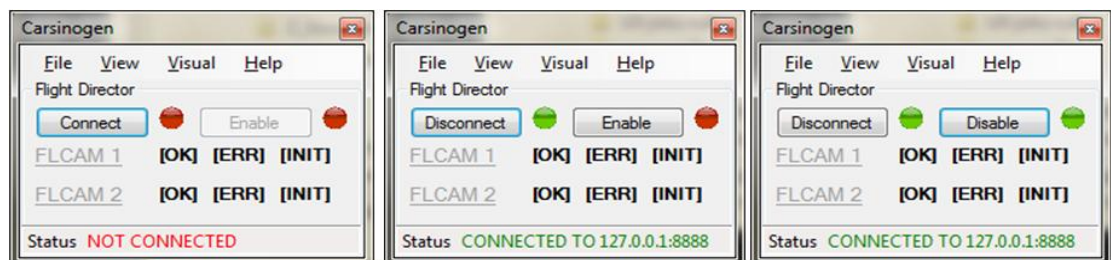 Carsinogen
File View Visual Help
Flight Director
Connect Enable
FLCAM 1 [OK] [ERR] [INIT]
FLCAM 2 [OK] [ERR] [INIT]
Status NOT CONNECTED
Carsinogen
File View Visual Help
Flight Director
Disconnect Enable
FLCAM 1 [OK] [ERR] [INIT]
FLCAM 2 [OK] [ERR] [INIT]
Status CONNECTED TO 127.0.0.1:8888
Carsinogen
File View Visual Help
Flight Director
Disconnect Disable
FLCAM 1 [OK] [ERR] [INIT]
FLCAM 2 [OK] [ERR] [INIT]
Status CONNECTED TO 127.0.0.1:8888